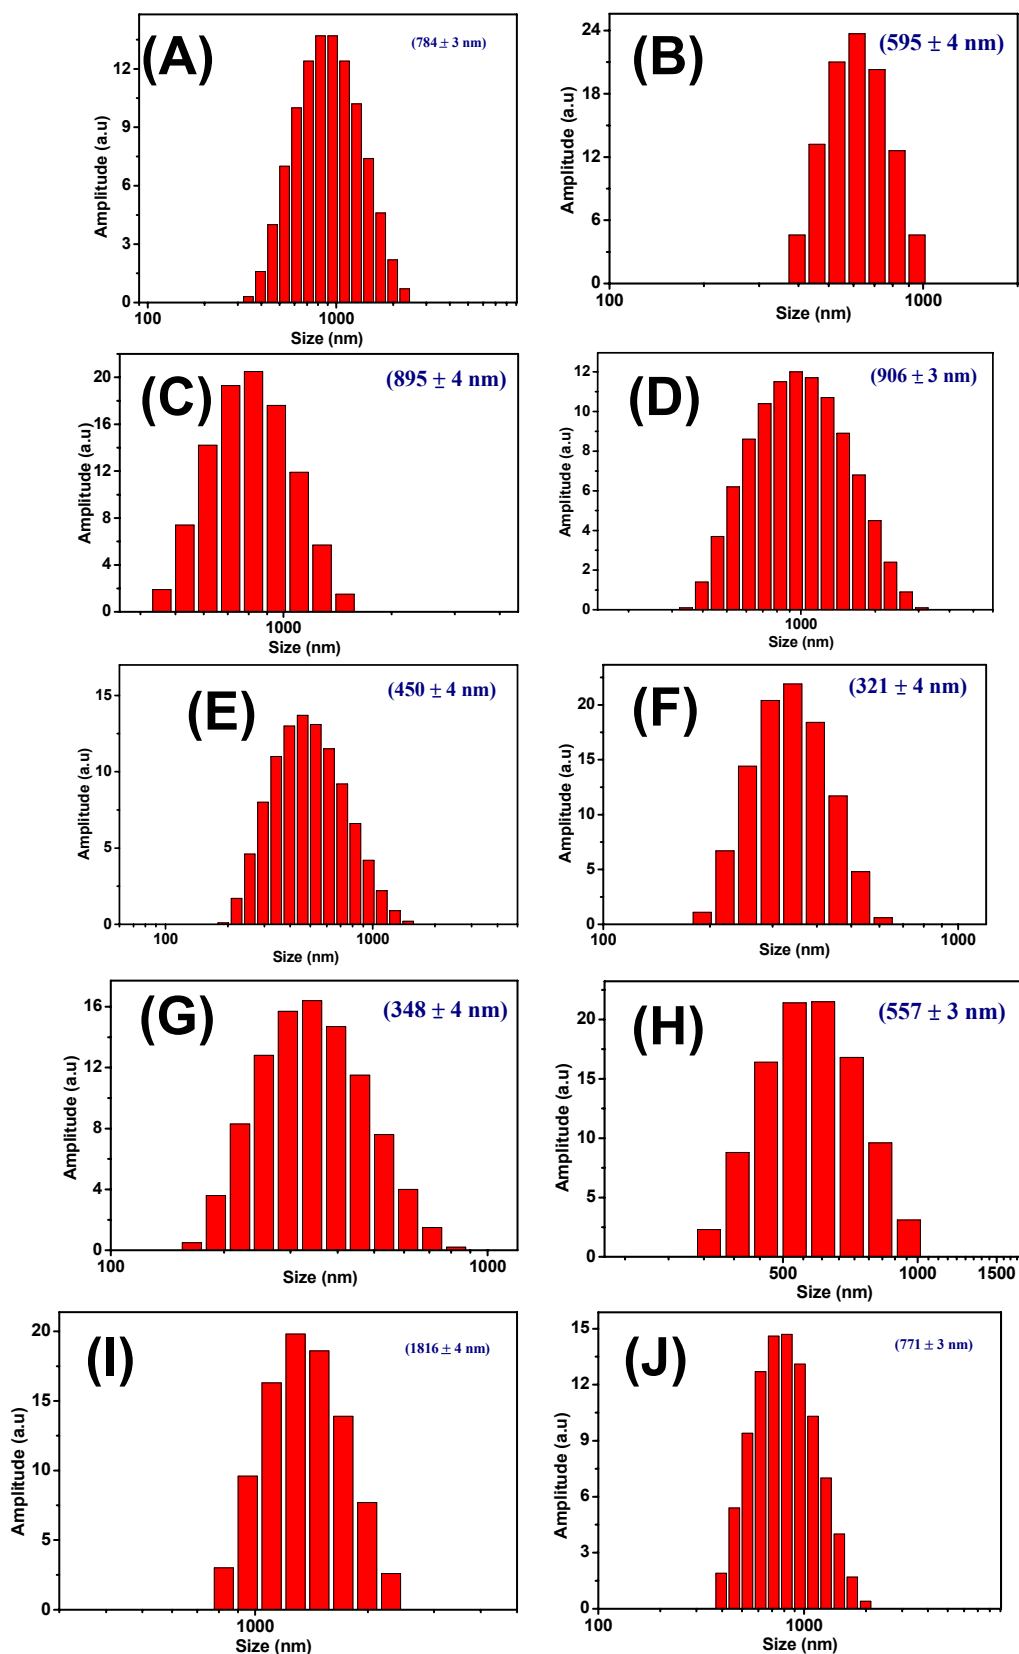 (A)
(784 ± 3 nm)
Amplitude (a.u)
12
9
6
3
0
100
1000
Size (nm)
(B)
(595 ± 4 nm)
Amplitude (a.u)
24
18
12
6
0
100
1000
Size (nm)
(C)
(895 ± 4 nm)
Amplitude (a.u)
20
16
12
8
4
0
1000
Size (nm)
(D)
(906 ± 3 nm)
Amplitude (a.u)
12
10
8
6
4
2
0
1000
Size (nm)
(E)
(450 ± 4 nm)
Amplitude (a.u)
15
10
5
0
100
1000
Size (nm)
(F)
(321 ± 4 nm)
Amplitude (a.u)
20
15
10
5
0
100
1000
Size (nm)
(G)
(348 ± 4 nm)
Amplitude (a.u)
16
12
8
4
0
100
1000
Size (nm)
(H)
(557 ± 3 nm)
Amplitude (a.u)
20
15
10
5
0
500
1000
1500
Size (nm)
(I)
(1816 ± 4 nm)
Amplitude (a.u)
20
15
10
5
0
1000
Size (nm)
(J)
(771 ± 3 nm)
Amplitude (a.u)
15
12
9
6
3
0
100
1000
Size (nm)